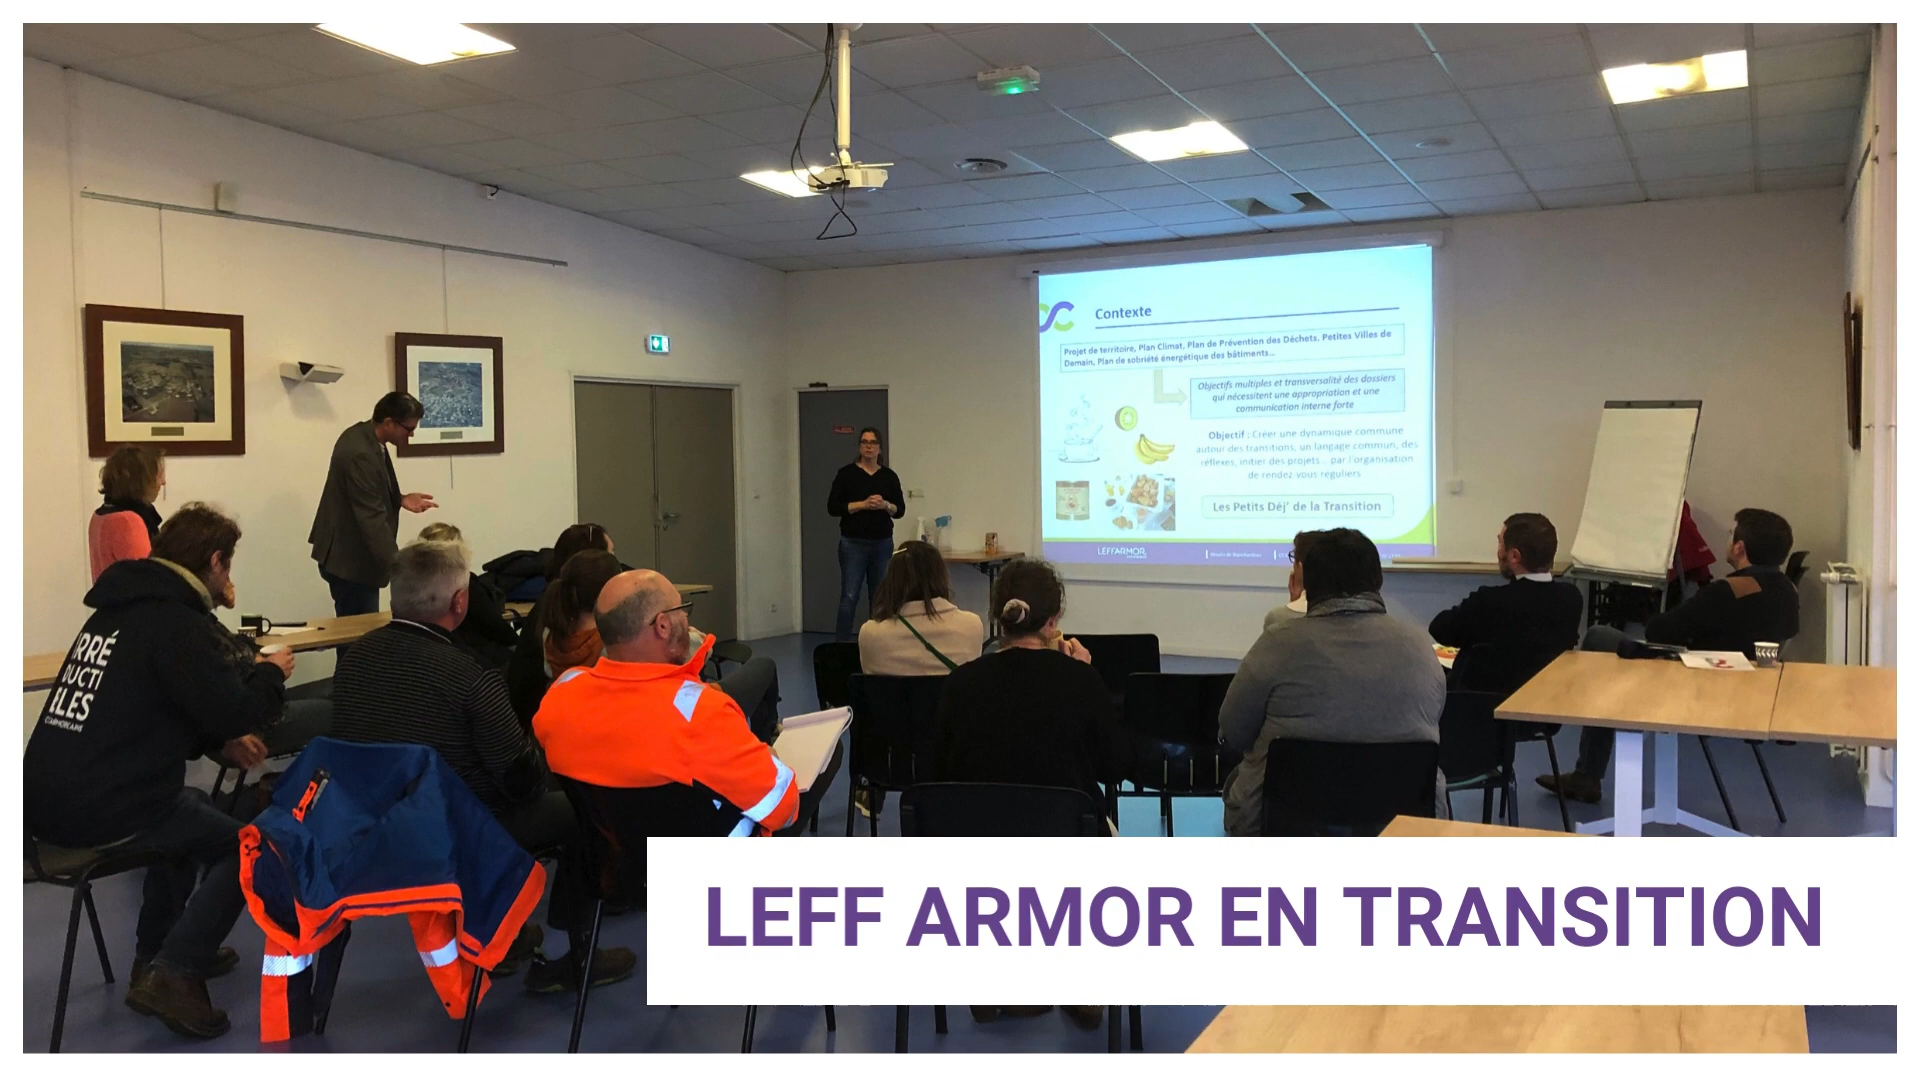 Contexte
Projet de territoire, Plan Climat, Plan de Prévention des Déchets, Petites Villes de
Demain, Plan de sobriété énergétique des bâtiments...
Objectifs multiples et transversalité des dossiers
qui nécessitent une appropriation et une
communication interne forte
Objectif : Créer une dynamique commune
autour des transitions, un langage commun, des
réflexes, initier des projets... par l'organisation
de rendez-vous réguliers
Les Petits Déj' de la Transition
LEFFARMOR
IRRÉ
DUCTI
ELES
LEFF ARMOR EN TRANSITION